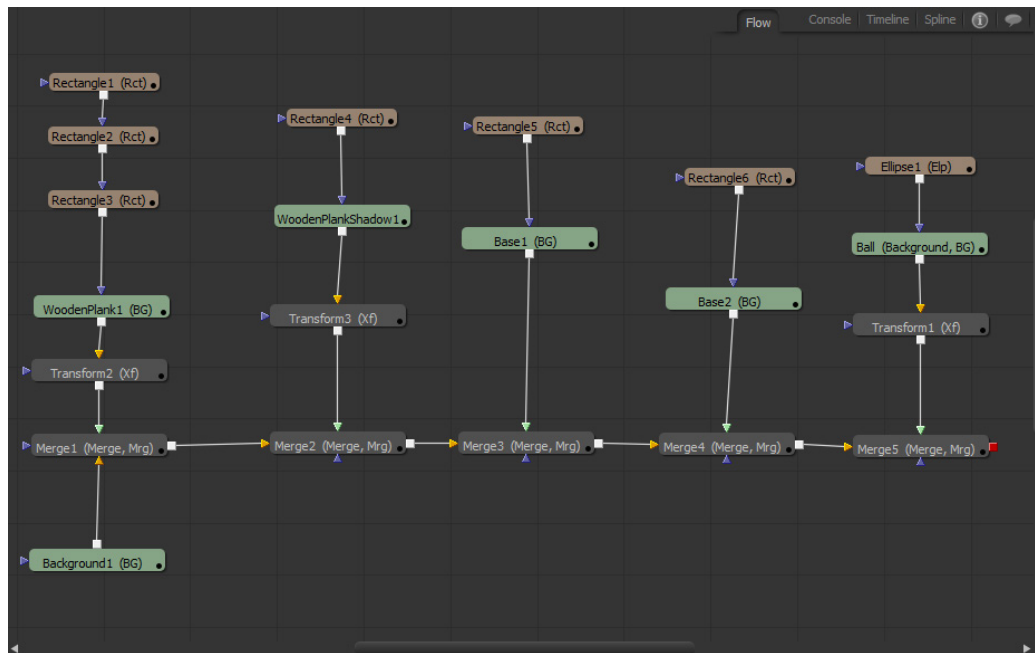 Flow Console Timeline Spline
Rectangle1 (Rct)
Rectangle4 (Rct)
Rectangle5 (Rct)
Rectangle2 (Rct)
Ellipse1 (Elp)
Rectangle6 (Rct)
Rectangle3 (Rct)
WoodenPlankShadow1
Base1 (BG)
Ball (Background, BG)
Base2 (BG)
WoodenPlank1 (BG)
Transform3 (Xf)
Transform1 (Xf)
Transform2 (Xf)
Merge1 (Merge, Mrg)
Merge2 (Merge, Mrg)
Merge3 (Merge, Mrg)
Merge4 (Merge, Mrg)
Merge5 (Merge, Mrg)
Background1 (BG)